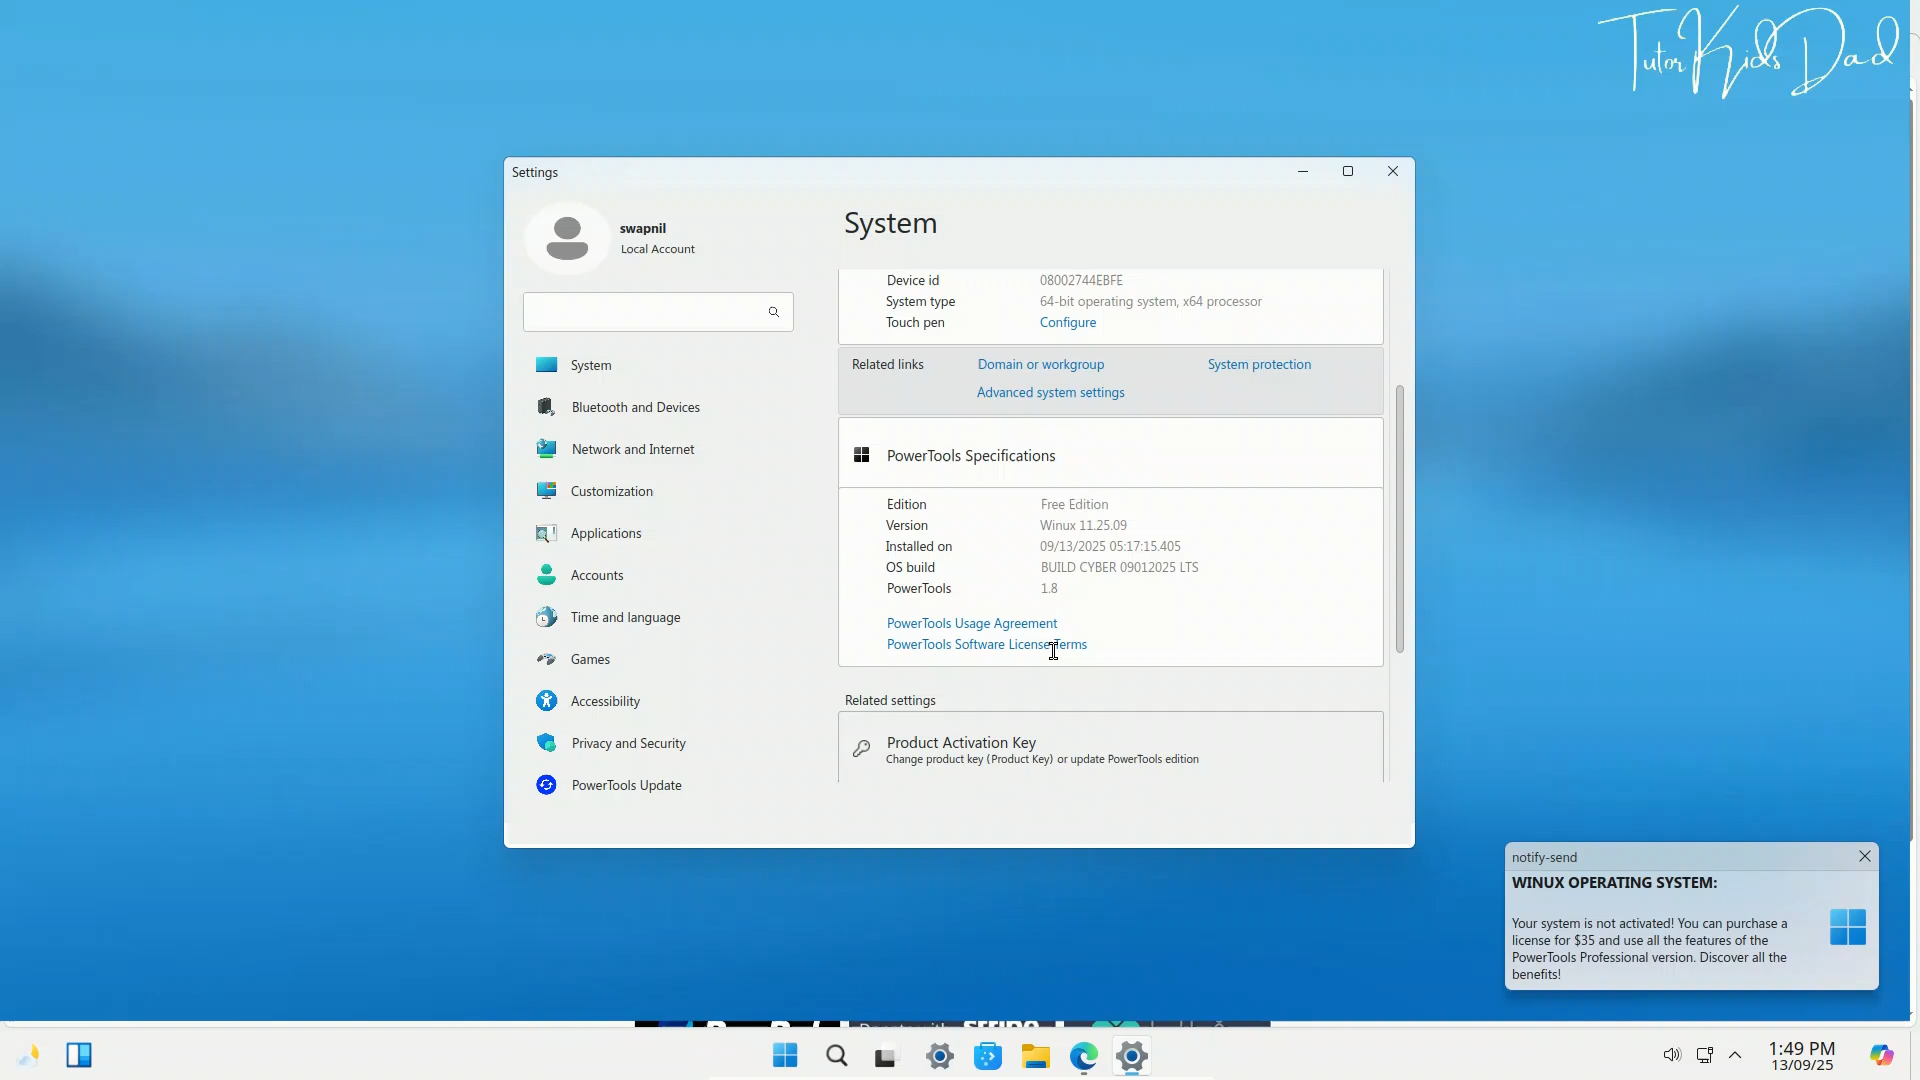 Tutor Kids Dad
Settings
swapnil
Local Account
System
Bluetooth and Devices
Network and Internet
Customization
Applications
Accounts
Time and language
Games
Accessibility
Privacy and Security
PowerTools Update
System
Device id 08002744EBFE
System type 64-bit operating system, x64 processor
Touch pen Configure
Related links Domain or workgroup System protection
Advanced system settings
PowerTools Specifications
Edition Free Edition
Version Winux 11.25.09
Installed on 09/13/2025 05:17:15.405
OS build BUILD CYBER 09012025 LTS
PowerTools 1.8
PowerTools Usage Agreement
PowerTools Software License Terms
Related settings
Product Activation Key
Change product key (Product Key) or update PowerTools edition
notify-send
WINUX OPERATING SYSTEM:
Your system is not activated! You can purchase a
license for $35 and use all the features of the
PowerTools Professional version. Discover all the
benefits!
1:49 PM
13/09/25